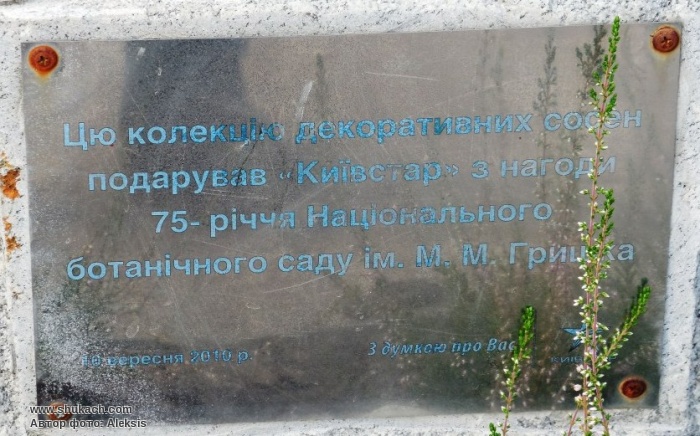 Цю колекцію декоративних сосен
подарував «Київстар» з нагоди
75- річчя Національного
ботанічного саду ім. М. М. Гришка
10 вересня 2010 р.
З думкою про Вас
www.shukach.com
Автор фото: Aleksis